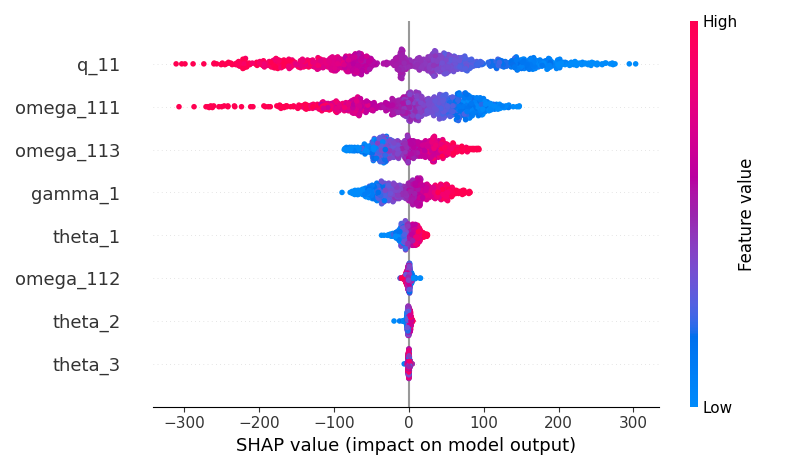 High
q_11
omega_111
omega_113
gamma_1
theta_1
omega_112
theta_2
theta_3
Feature value
Low
−300 −200 −100 0 100 200 300
SHAP value (impact on model output)